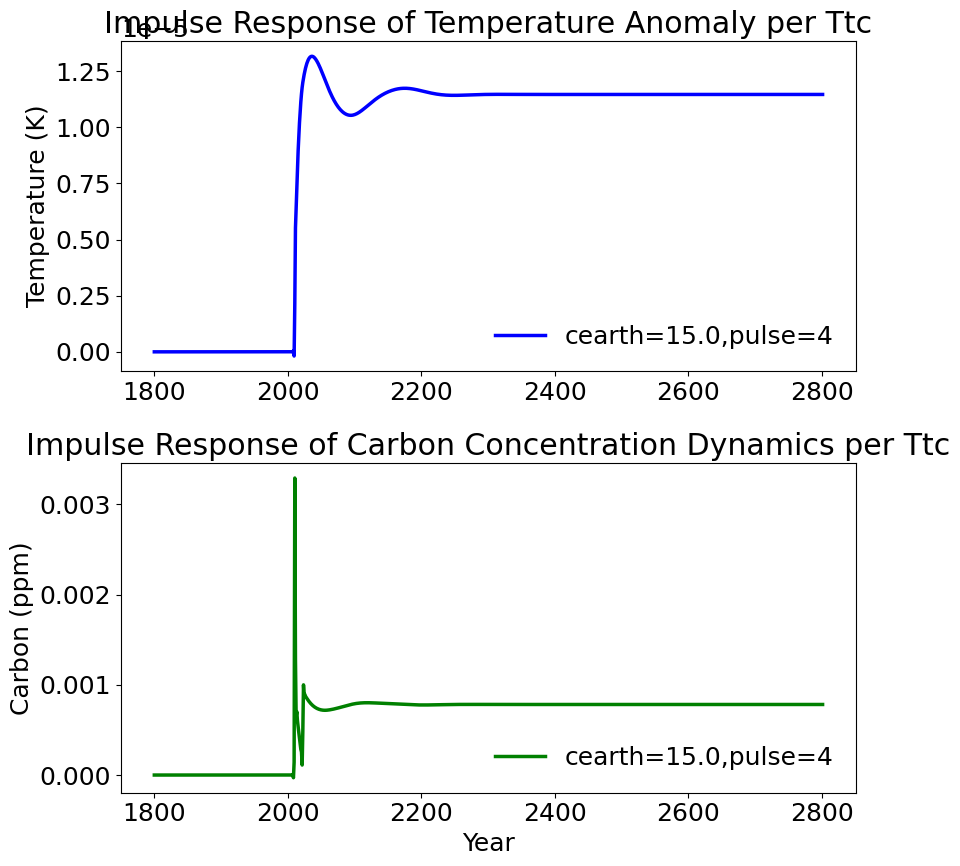 Impulse Response of Temperature Anomaly per Ttc
1e−5
1.25
1.00
0.75
0.50
0.25
0.00
Temperature (K)
cearth=15.0,pulse=4
1800 2000 2200 2400 2600 2800
Impulse Response of Carbon Concentration Dynamics per Ttc
0.003
0.002
0.001
0.000
Carbon (ppm)
cearth=15.0,pulse=4
1800 2000 2200 2400 2600 2800
Year